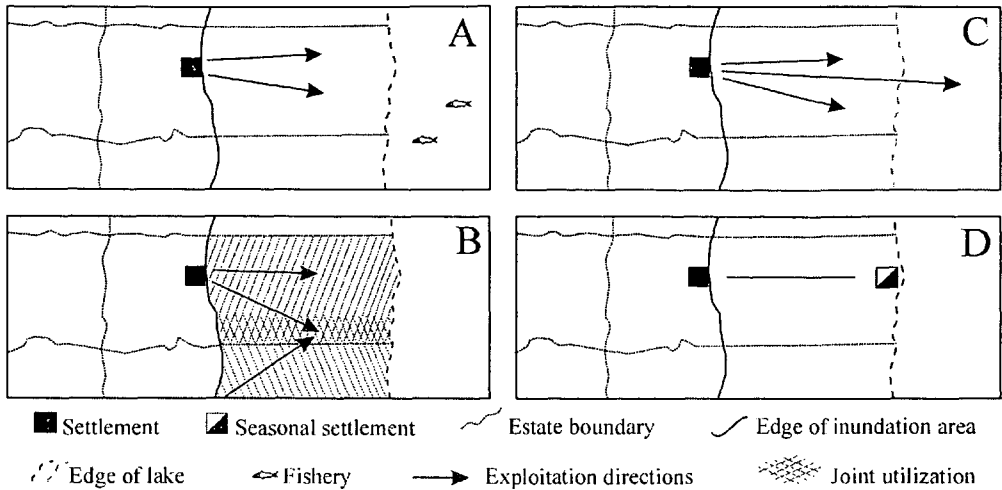 A
C
B
D
Settlement Seasonal settlement Estate boundary Edge of inundation area
Edge of lake Fishery Exploitation directions Joint utilization